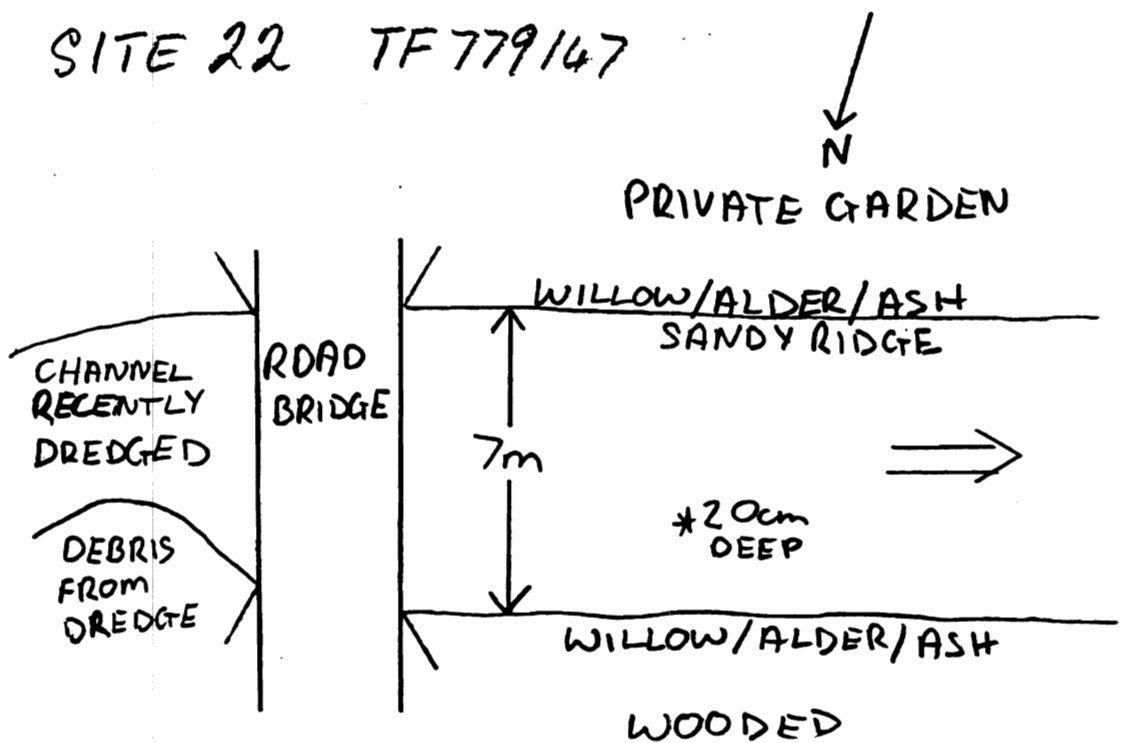 SITE 22 TF 779147
N
PRIVATE GARDEN
WILLOW/ALDER/ASH
SANDY RIDGE
CHANNEL
RECENTLY
DREDGED
ROAD
BRIDGE
7m
*20cm
DEEP
DEBRIS
FROM
DREDGE
WILLOW/ALDER/ASH
WOODED